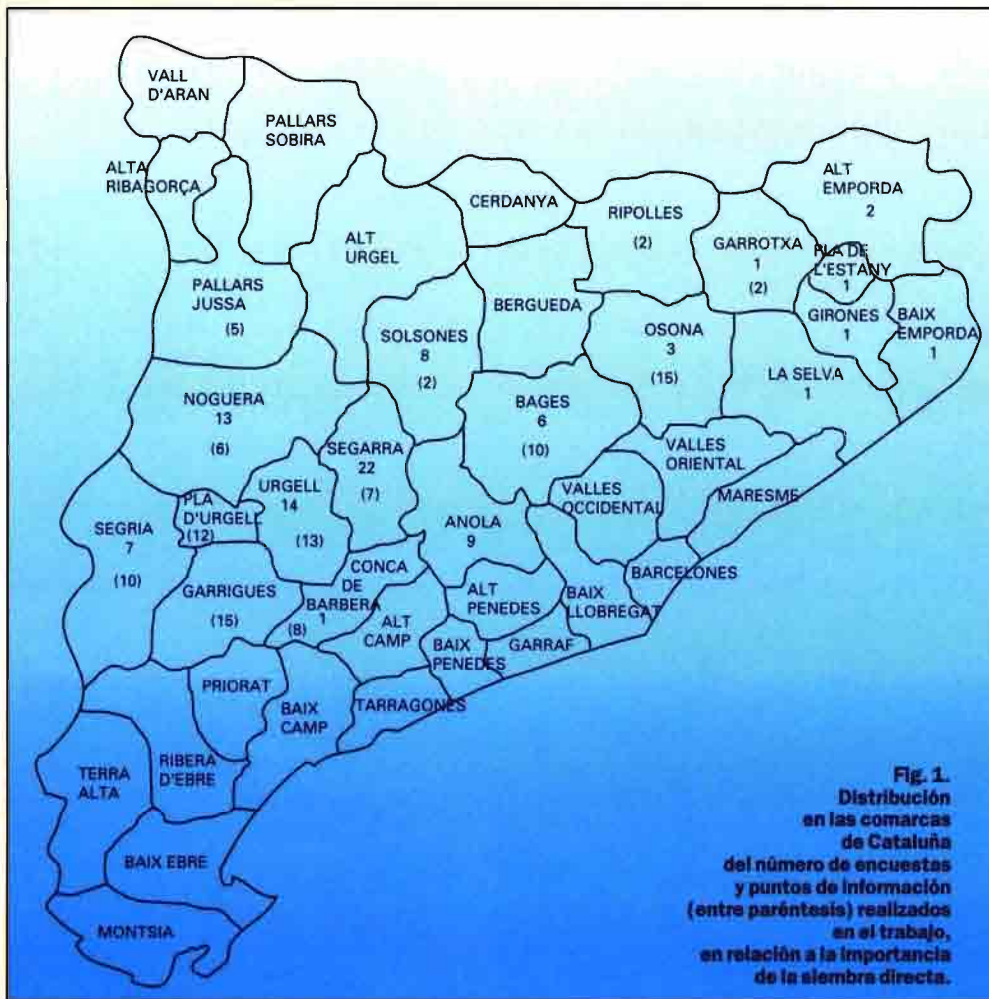 VALL
D'ARAN
PALLARS
SOBIRA
ALTA
RIBAGORÇA
ALT
URGEL
CERDANYA
RIPOLLES
(2)
GARROTXA
1
(2)
ALT
EMPORDA
2
PLA DE
L'ESTANY
1
GIRONES
1
BAIX
EMPORDA
1
PALLARS
JUSSA
(5)
SOLSONES
8
(2)
BERGUEDA
OSONA
3
(15)
LA SELVA
1
NOGUERA
13
(6)
SEGARRA
22
(7)
BAGES
6
(10)
VALLES
ORIENTAL
MARESME
VALLES
OCCIDENTAL
SEGRIA
7
(10)
PLA
D'URGELL
(12)
URGELL
14
(13)
ANOLA
9
BARCELONES
GARRIGUES
(15)
CONCA
DE
BARBERA
1
(8)
ALT
CAMP
ALT
PENEDES
BAIX
LLOBREGAT
BAIX
PENEDES
GARRAF
PRIORAT
BAIX
CAMP
TARRAGONES
TERRA
ALTA
RIBERA
D'EBRE
BAIX EBRE
MONTSIA
Fig. 1.
Distribución
en las comarcas
de Cataluña
del número de encuestas
y puntos de información
(entre paréntesis) realizados
en el trabajo,
en relación a la importancia
de la siembra directa.